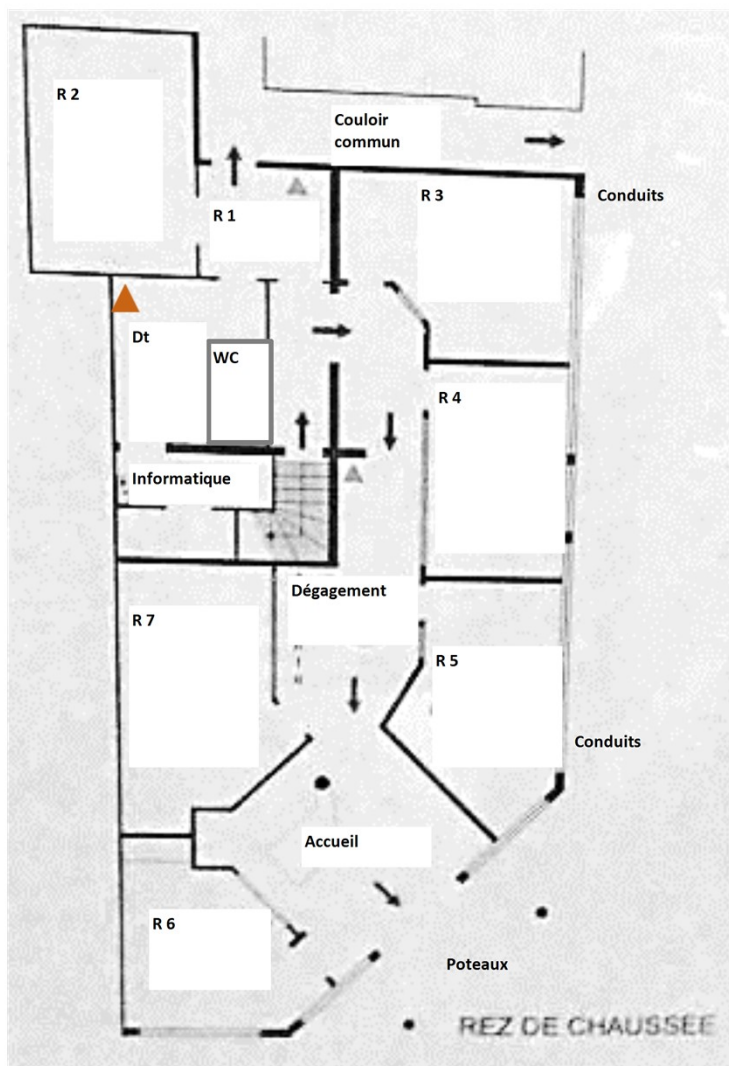 R 2
Couloir
commun
R 3
Conduits
R 1
Dt
WC
R 4
Informatique
Dégagement
R 7
R 5
Conduits
Accueil
R 6
Poteaux
REZ DE CHAUSSEE